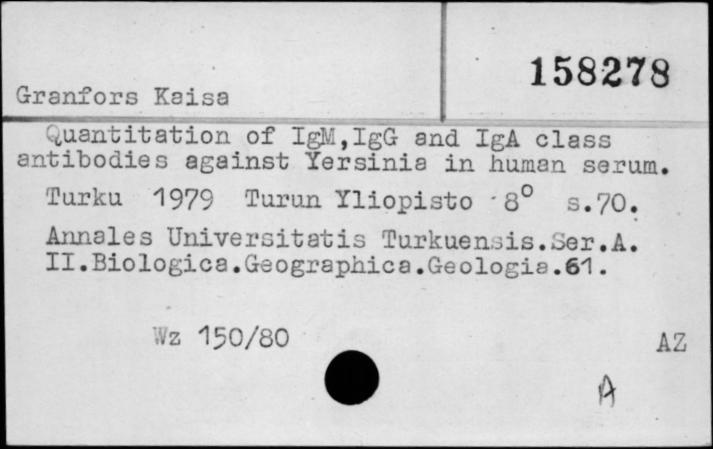 158278
Granfors Kaisa
Quantitation of IgM,IgG and IgA class
antibodies against Yersinia in human serum.
Turku 1979 Turun Yliopisto 8° s.70.
Annales Universitatis Turkuensis.Ser.A.
II.Biologica.Geographica.Geologia.61.
Wz 150/80
AZ
A